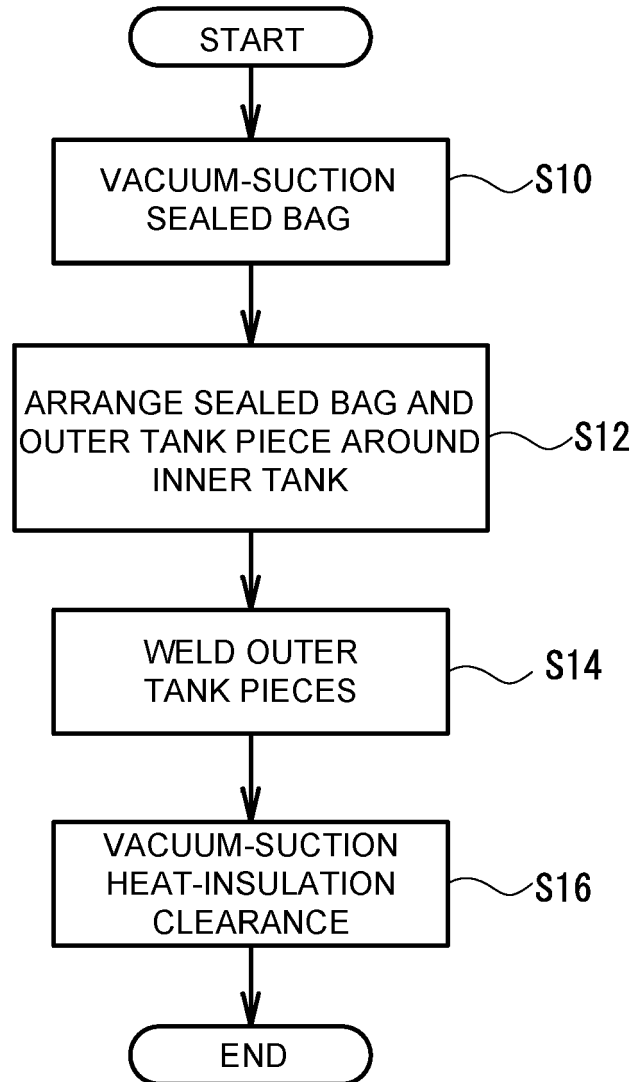 START
VACUUM-SUCTION
SEALED BAG
S10
ARRANGE SEALED BAG AND
OUTER TANK PIECE AROUND
INNER TANK
S12
WELD OUTER
TANK PIECES
S14
VACUUM-SUCTION
HEAT-INSULATION
CLEARANCE
S16
END